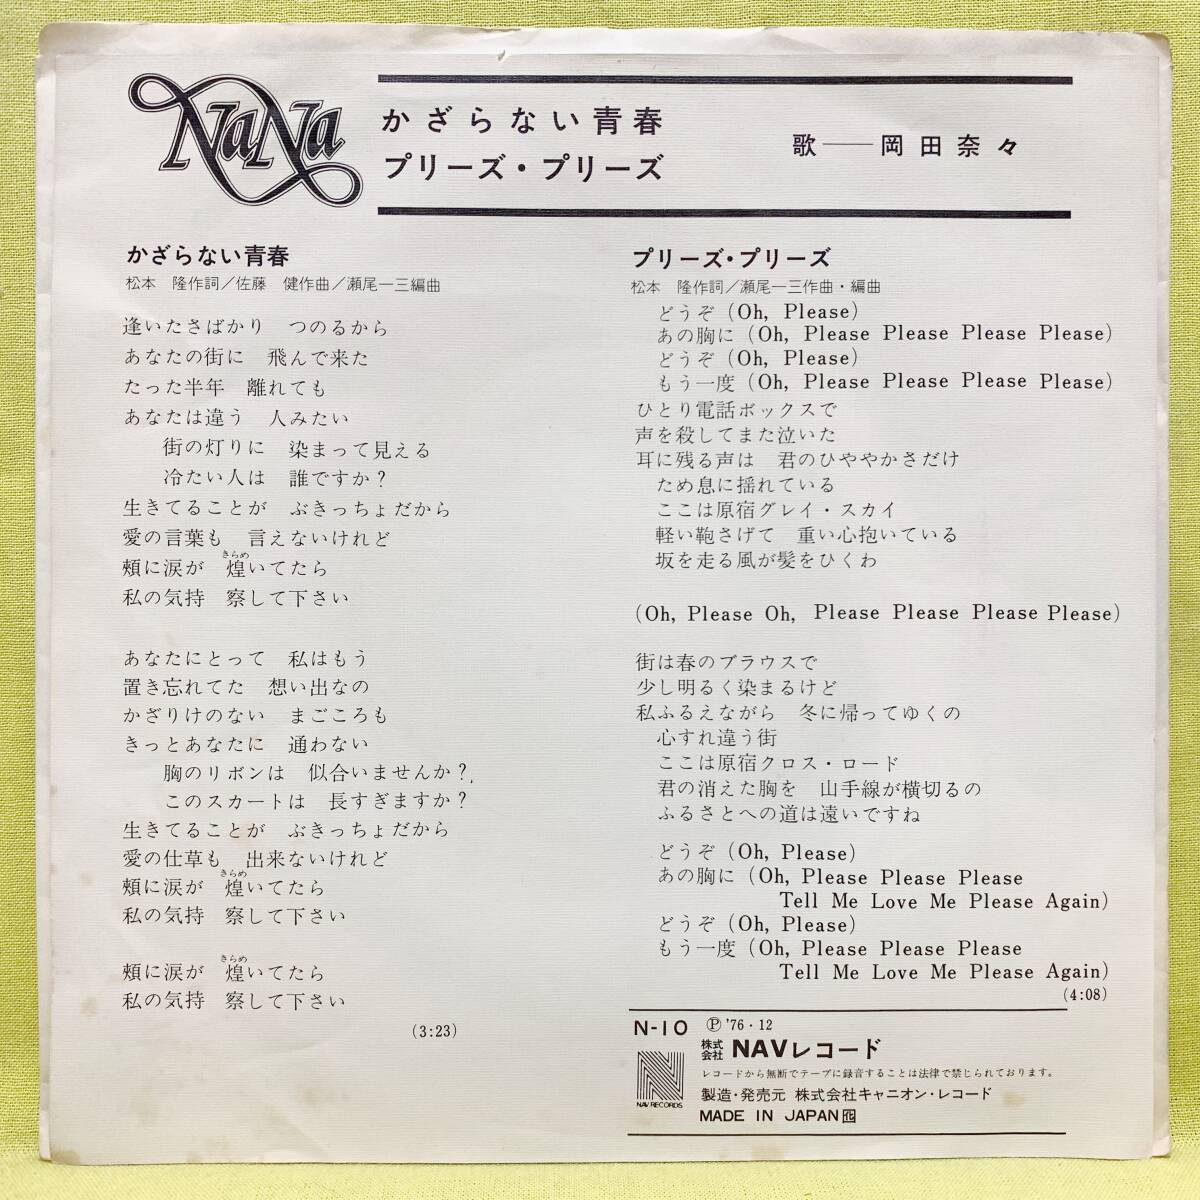 NaNa
かざらない青春
プリーズ・プリーズ
歌――岡田奈々
かざらない青春
松本 隆作詞／佐藤 健作曲／瀬尾一三編曲
逢いたさばかり つのるから
あなたの街に 飛んで来た
たった半年 離れても
あなたは違う 人みたい
街の灯りに 染まって見える
冷たい人は 誰ですか？
生きてることが ぶきっちょだから
愛の言葉も 言えないけれど
きらめ
頬に涙が 煌いてたら
私の気持 察して下さい
あなたにとって 私はもう
置き忘れてた 想い出なの
かざりけのない まごころも
きっとあなたに 通わない
胸のリボンは 似合いませんか？
このスカートは 長すぎますか？
生きてることが ぶきっちょだから
愛の仕草も 出来ないけれど
きらめ
頬に涙が 煌いてたら
私の気持 察して下さい
きらめ
頬に涙が 煌いてたら
私の気持 察して下さい
(3:23)
プリーズ・プリーズ
松本 隆作詞／瀬尾一三作曲・編曲
どうぞ (Oh, Please)
あの胸に (Oh, Please Please Please Please)
どうぞ (Oh, Please)
もう一度 (Oh, Please Please Please Please)
ひとり電話ボックスで
声を殺してまた泣いた
耳に残る声は 君のひややかさだけ
ため息に揺れている
ここは原宿グレイ・スカイ
軽い鞄さげて 重い心抱いている
坂を走る風が髪をひくわ
(Oh, Please Oh, Please Please Please Please)
街は春のブラウスで
少し明るく染まるけど
私ふるえながら 冬に帰ってゆくの
心すれ違う街
ここは原宿クロス・ロード
君の消えた胸を 山手線が横切るの
ふるさとへの道は遠いですね
どうぞ (Oh, Please)
あの胸に (Oh, Please Please Please
Tell Me Love Me Please Again)
どうぞ (Oh, Please)
もう一度 (Oh, Please Please Please
Tell Me Love Me Please Again)
(4:08)
N-10 Ⓟ '76・12
株式会社 NAVレコード
レコードから無断でテープに録音することは法律で禁じられております。
NAV RECORDS
製造・発売元 株式会社キャニオン・レコード
MADE IN JAPAN